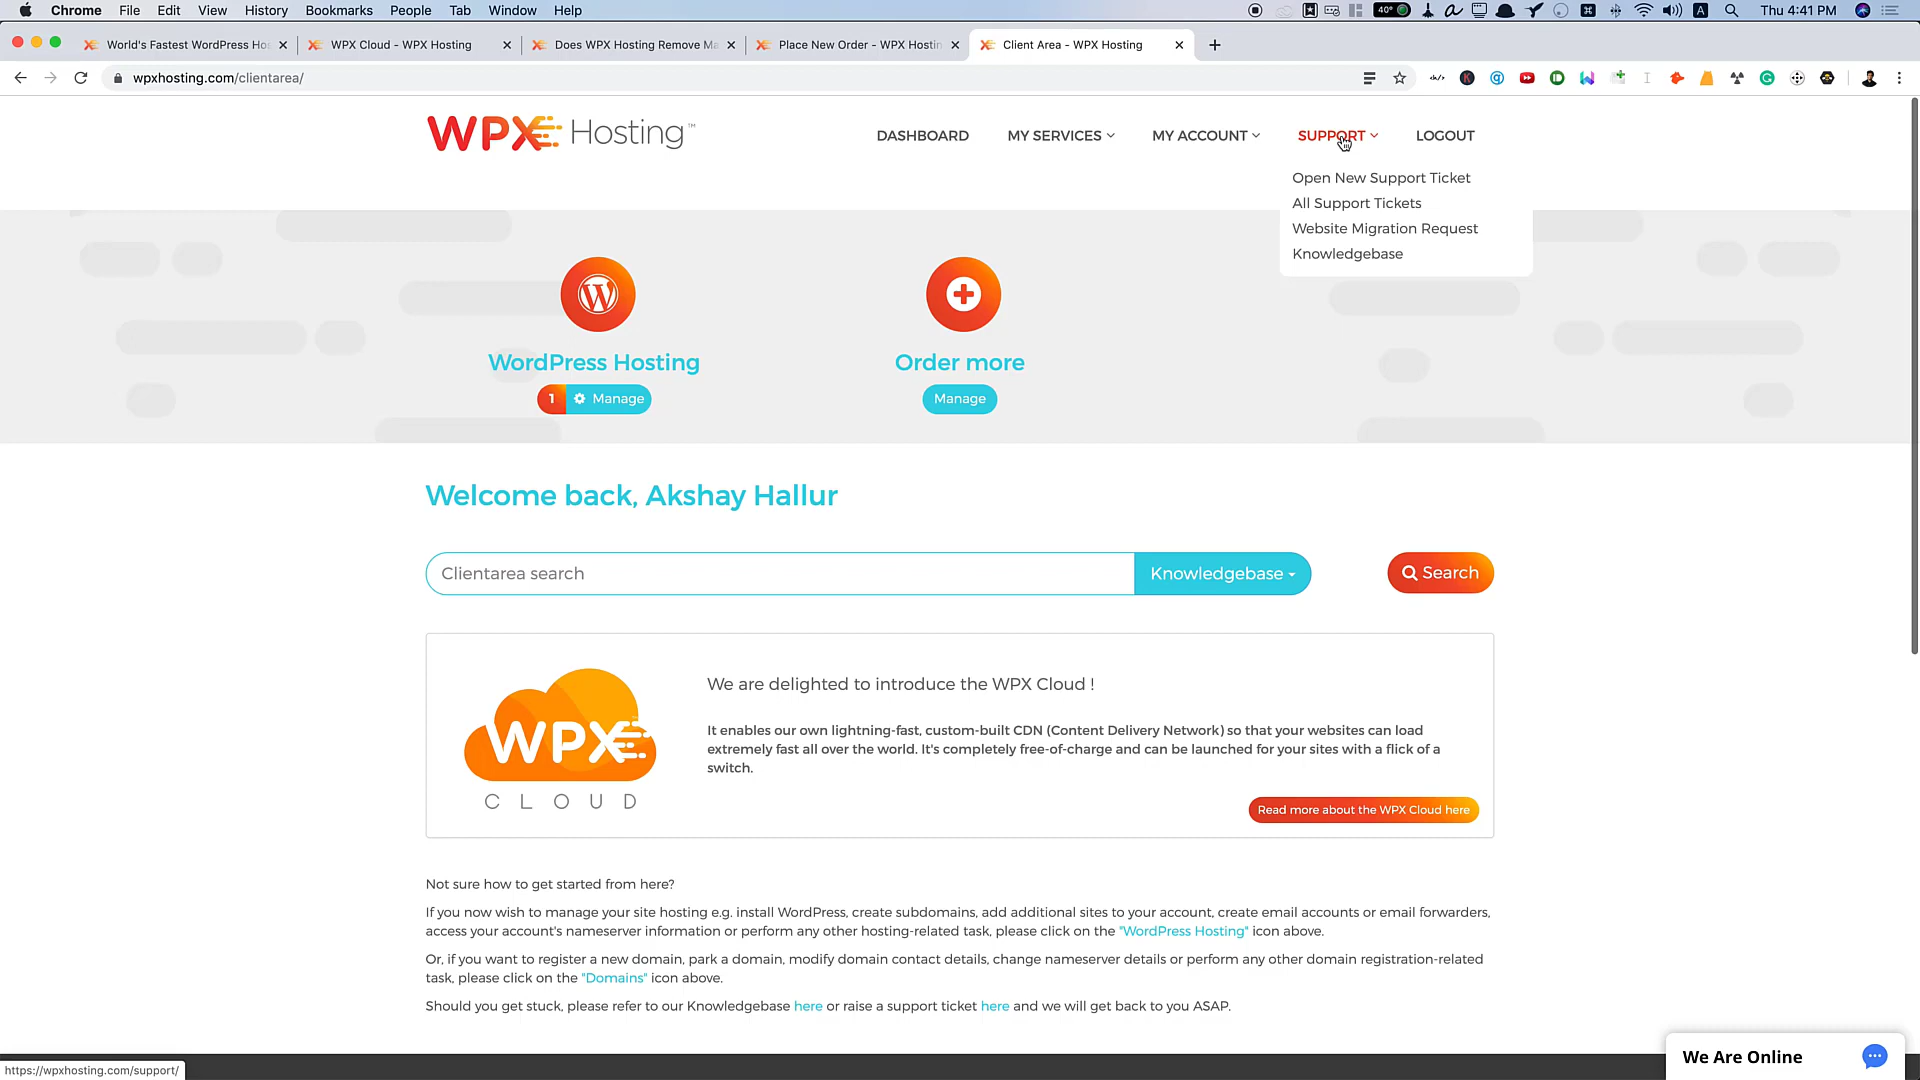 Chrome File Edit View History Bookmarks People Tab Window Help
40° A Thu 4:41 PM
World's Fastest WordPress Ho
WPX Cloud - WPX Hosting
Does WPX Hosting Remove Ma
Place New Order - WPX Hostin
Client Area - WPX Hosting
wpxhosting.com/clientarea/
WPX Hosting™
DASHBOARD MY SERVICES MY ACCOUNT SUPPORT LOGOUT
Open New Support Ticket
All Support Tickets
Website Migration Request
Knowledgebase
WordPress Hosting
1 Manage
Order more
Manage
Welcome back, Akshay Hallur
Clientarea search
Knowledgebase
Search
WPX
CLOUD
We are delighted to introduce the WPX Cloud !
It enables our own lightning-fast, custom-built CDN (Content Delivery Network) so that your websites can load
extremely fast all over the world. It's completely free-of-charge and can be launched for your sites with a flick of a
switch.
Read more about the WPX Cloud here
Not sure how to get started from here?
If you now wish to manage your site hosting e.g. install WordPress, create subdomains, add additional sites to your account, create email accounts or email forwarders,
access your account's nameserver information or perform any other hosting-related task, please click on the "WordPress Hosting" icon above.
Or, if you want to register a new domain, park a domain, modify domain contact details, change nameserver details or perform any other domain registration-related
task, please click on the "Domains" icon above.
Should you get stuck, please refer to our Knowledgebase here or raise a support ticket here and we will get back to you ASAP.
We Are Online
https://wpxhosting.com/support/